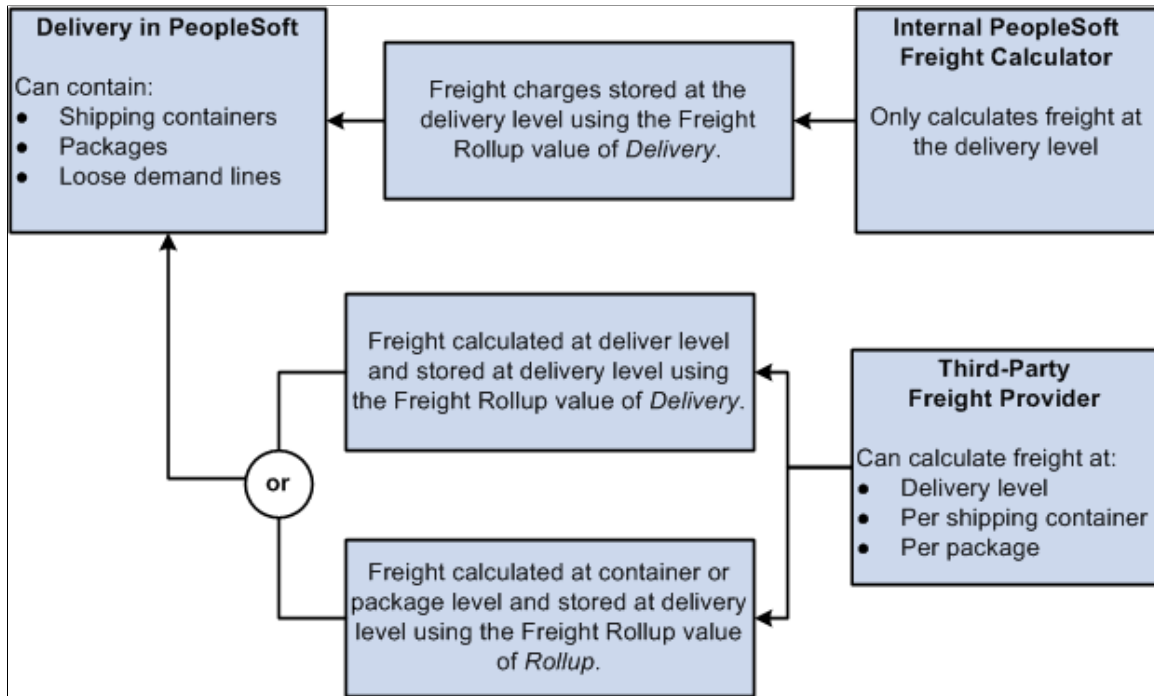 Delivery in PeopleSoft
Can contain:
● Shipping containers
● Packages
● Loose demand lines
Freight charges stored at the
delivery level using the Freight
Rollup value of Delivery.
Internal PeopleSoft
Freight Calculator
Only calculates freight at
the delivery level
Freight calculated at deliver level
and stored at delivery level using
the Freight Rollup value of Delivery.
or
Freight calculated at container or
package level and stored at delivery
level using the Freight Rollup value
of Rollup.
Third-Party
Freight Provider
Can calculate freight at:
● Delivery level
● Per shipping container
● Per package